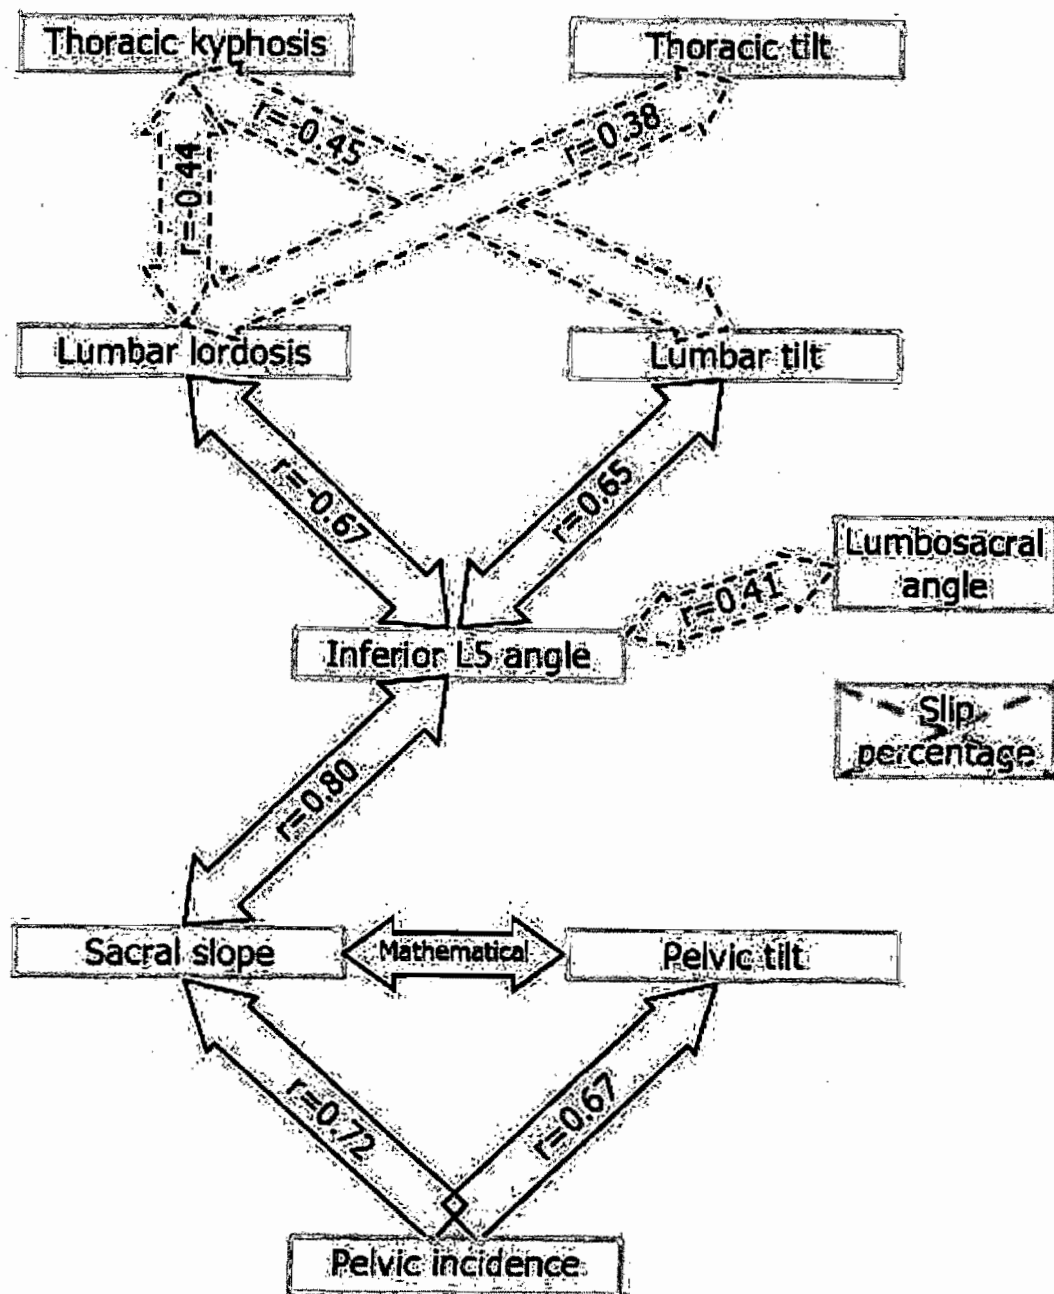 Thoracic kyphosis
Thoracic tilt
r=-0.45
r=0.38
r=-0.44
Lumbar lordosis
Lumbar tilt
r=-0.67
r=0.65
Lumbosacral
angle
r=0.41
Inferior L5 angle
Slip
percentage
r=0.80
Sacral slope
Mathematical
Pelvic tilt
r=0.72
r=0.67
Pelvic incidence